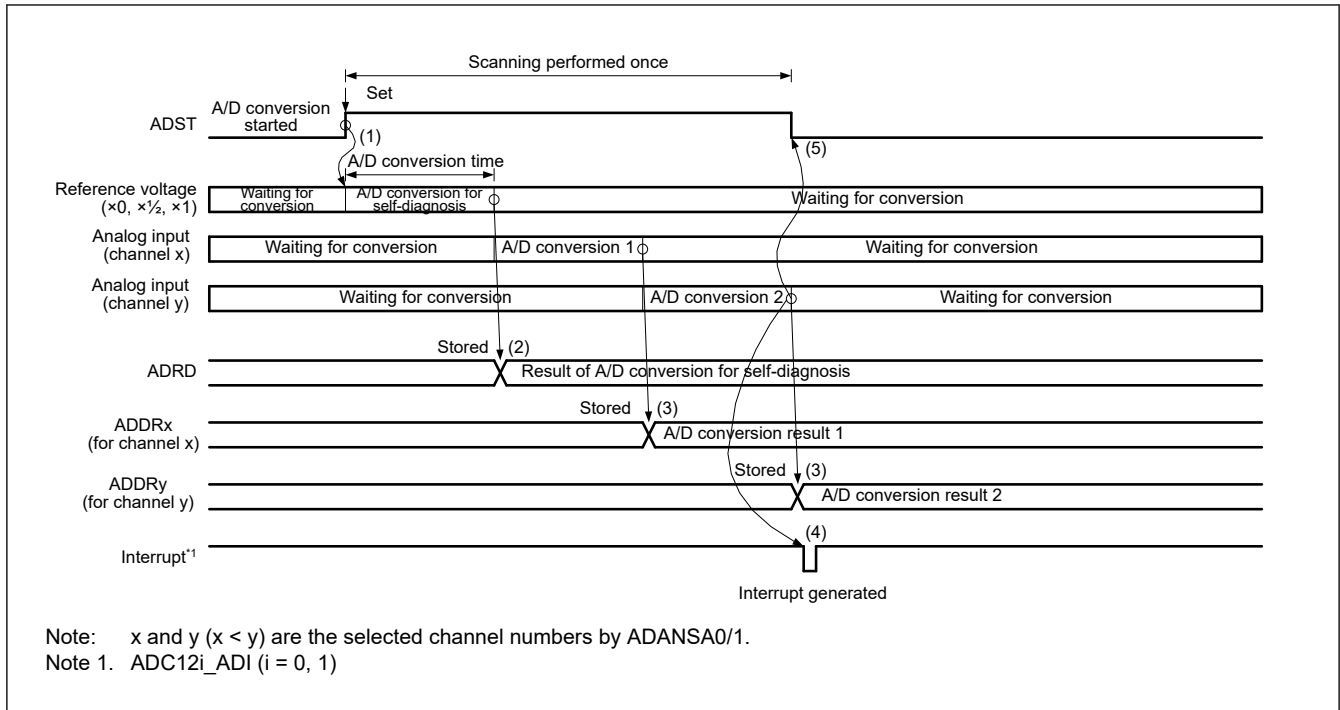 Scanning performed once
Set
A/D conversion
started
ADST
(1)
(5)
A/D conversion time
Reference voltage
(×0, ×½, ×1)
Waiting for
conversion
A/D conversion for
self-diagnosis
Waiting for conversion
Analog input
(channel x)
Waiting for conversion
A/D conversion 1
Waiting for conversion
Analog input
(channel y)
Waiting for conversion
A/D conversion 2
Waiting for conversion
Stored (2)
ADRD
Result of A/D conversion for self-diagnosis
Stored (3)
ADDRx
(for channel x)
A/D conversion result 1
Stored (3)
ADDRy
(for channel y)
A/D conversion result 2
(4)
Interrupt*1
Interrupt generated
Note: x and y (x < y) are the selected channel numbers by ADANSA0/1.
Note 1. ADC12i_ADI (i = 0, 1)